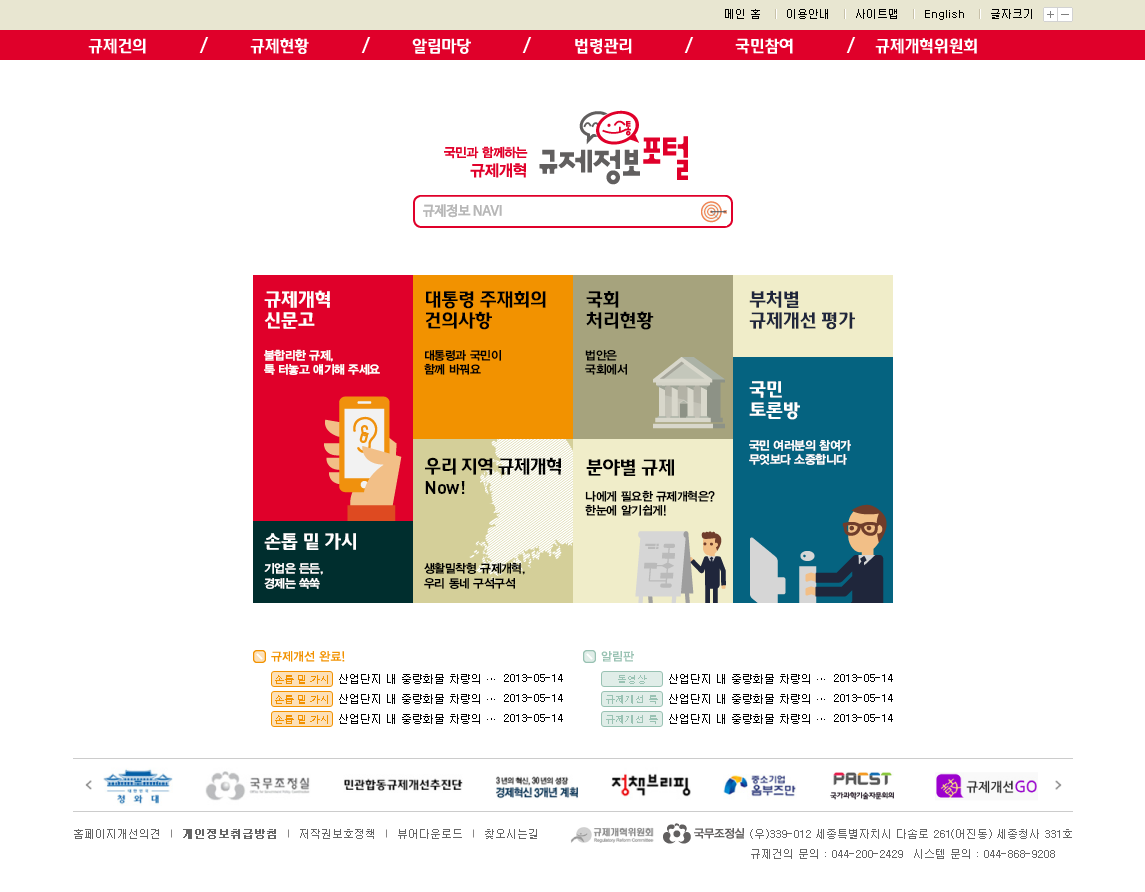 메인 홈 이용안내 사이트맵 English 글자크기 + −
규제건의 / 규제현황 / 알림마당 / 법령관리 / 국민참여 / 규제개혁위원회
국민과 함께하는
규제개혁
통
규제정보포털
규제정보 NAVI
규제개혁
신문고
불합리한 규제,
톡 터놓고 얘기해 주세요
대통령 주재회의
건의사항
대통령과 국민이
함께 바꿔요
국회
처리현황
법안은
국회에서
부처별
규제개선 평가
국민
토론방
국민 여러분의 참여가
무엇보다 소중합니다
우리 지역 규제개혁
Now!
생활밀착형 규제개혁,
우리 동네 구석구석
분야별 규제
나에게 필요한 규제개혁은?
한눈에 알기쉽게!
손톱 밑 가시
기업은 든든,
경제는 쑥쑥
규제개선 완료!
손톱 밑 가시 산업단지 내 중량화물 차량의 ··· 2013-05-14
손톱 밑 가시 산업단지 내 중량화물 차량의 ··· 2013-05-14
손톱 밑 가시 산업단지 내 중량화물 차량의 ··· 2013-05-14
알림판
동영상 산업단지 내 중량화물 차량의 ··· 2013-05-14
규제개선 톡 산업단지 내 중량화물 차량의 ··· 2013-05-14
규제개선 톡 산업단지 내 중량화물 차량의 ··· 2013-05-14
대한민국
청와대
국무조정실
민관합동규제개선추진단
3년의 혁신, 30년의 성장
경제혁신 3개년 계획
정책브리핑
중소기업
옴부즈만
PACST
국가과학기술자문회의
규제개선GO
홈페이지개선의견 | 개인정보취급방침 | 저작권보호정책 | 뷰어다운로드 | 찾오시는길
규제개혁위원회
Regulatory Reform Committee
국무조정실 (우)339-012 세종특별자치시 다솜로 261(어진동) 세종청사 331호
규제건의 문의 : 044-200-2429 시스템 문의 : 044-868-9208